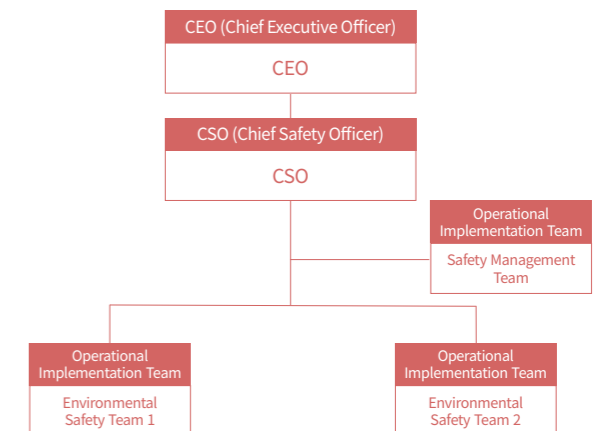 CEO (Chief Executive Officer)
CEO
CSO (Chief Safety Officer)
CSO
Operational
Implementation Team
Safety Management
Team
Operational
Implementation Team
Environmental
Safety Team 1
Operational
Implementation Team
Environmental
Safety Team 2